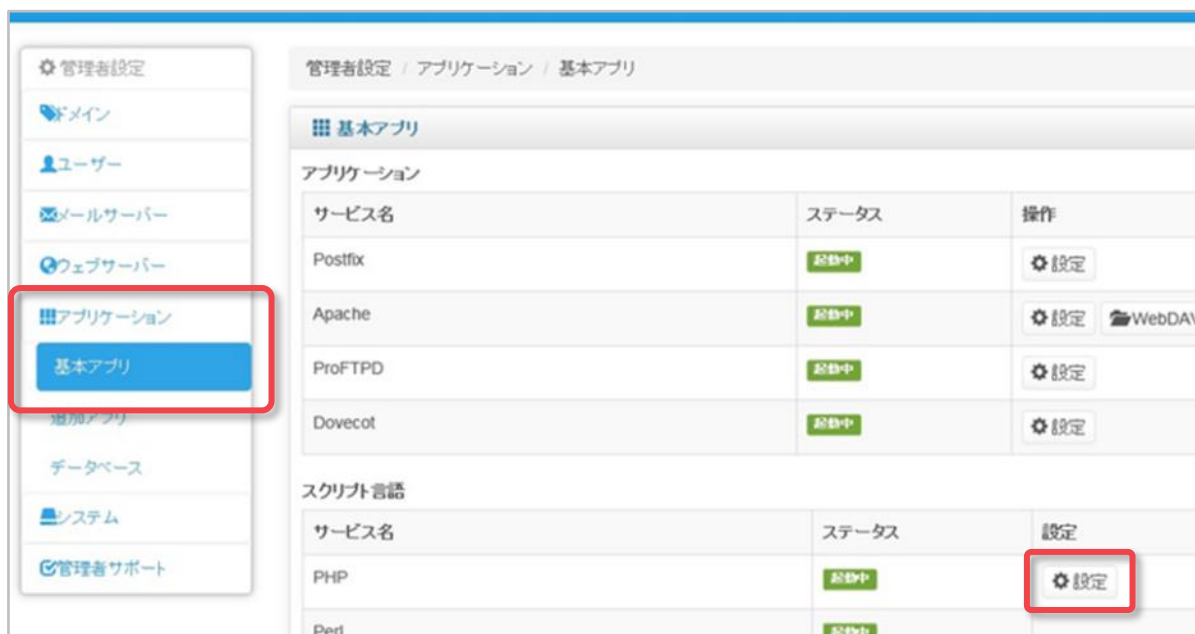 管理者設定
ドメイン
ユーザー
メールサーバー
ウェブサーバー
アプリケーション
基本アプリ
追加アプリ
データベース
システム
管理者サポート
管理者設定 / アプリケーション / 基本アプリ
基本アプリ
アプリケーション
サービス名 ステータス 操作
Postfix 起動中 設定
Apache 起動中 設定 WebDAV
ProFTPD 起動中 設定
Dovecot 起動中 設定
スクリプト言語
サービス名 ステータス 設定
PHP 起動中 設定
Perl 起動中